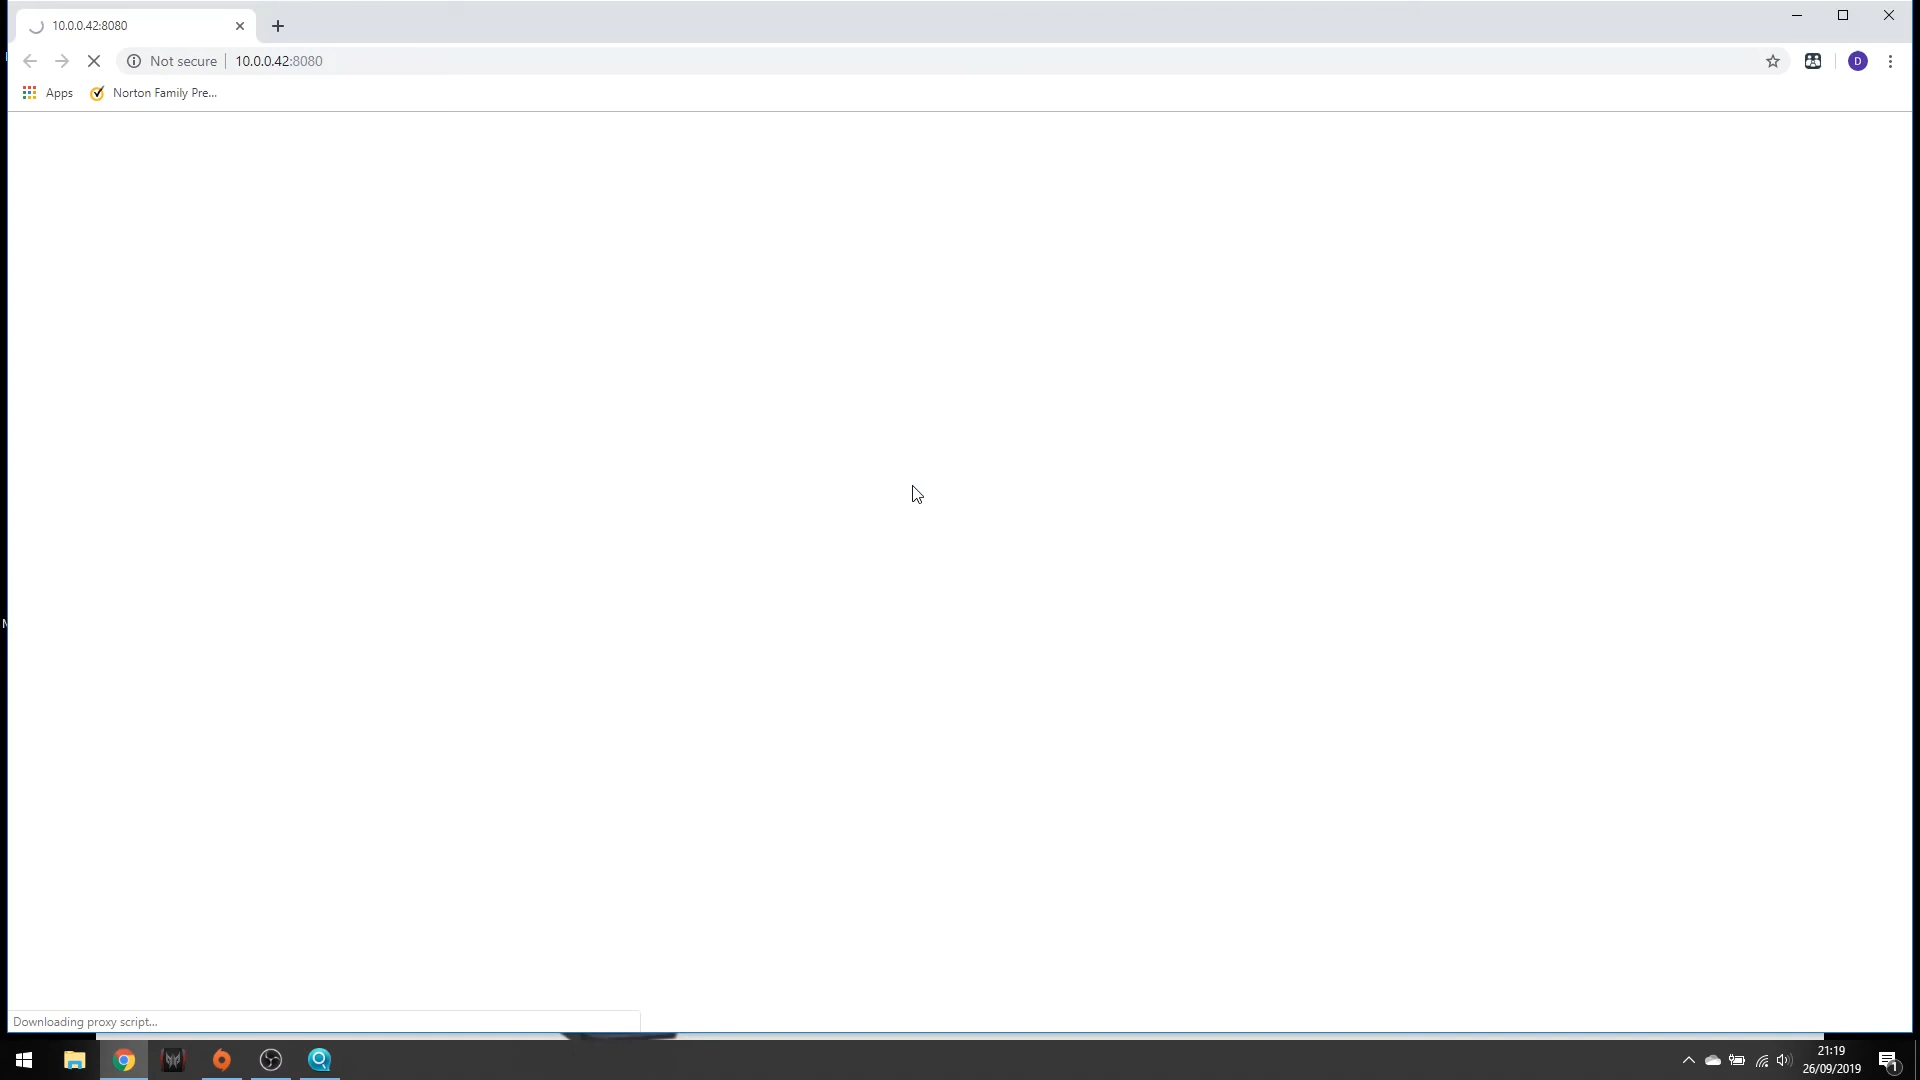 10.0.0.42:8080
Not secure
10.0.0.42:8080
D
Apps
Norton Family Pre...
N
Downloading proxy script...
21:19
26/09/2019
1